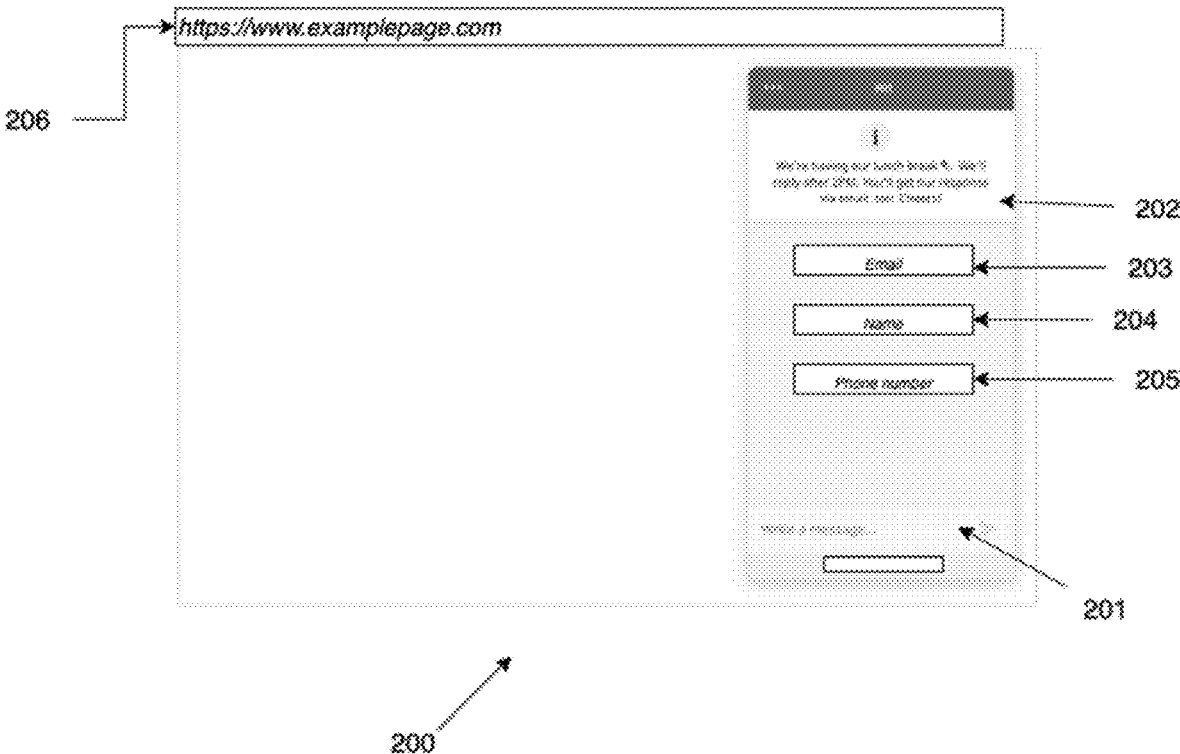 https://www.examplepage.com
206
We're having our lunch break We'll
reply after 2PM. You'll get our response
via email, too. Cheers!
202
Email
203
Name
204
Phone number
205
Write a message...
201
200